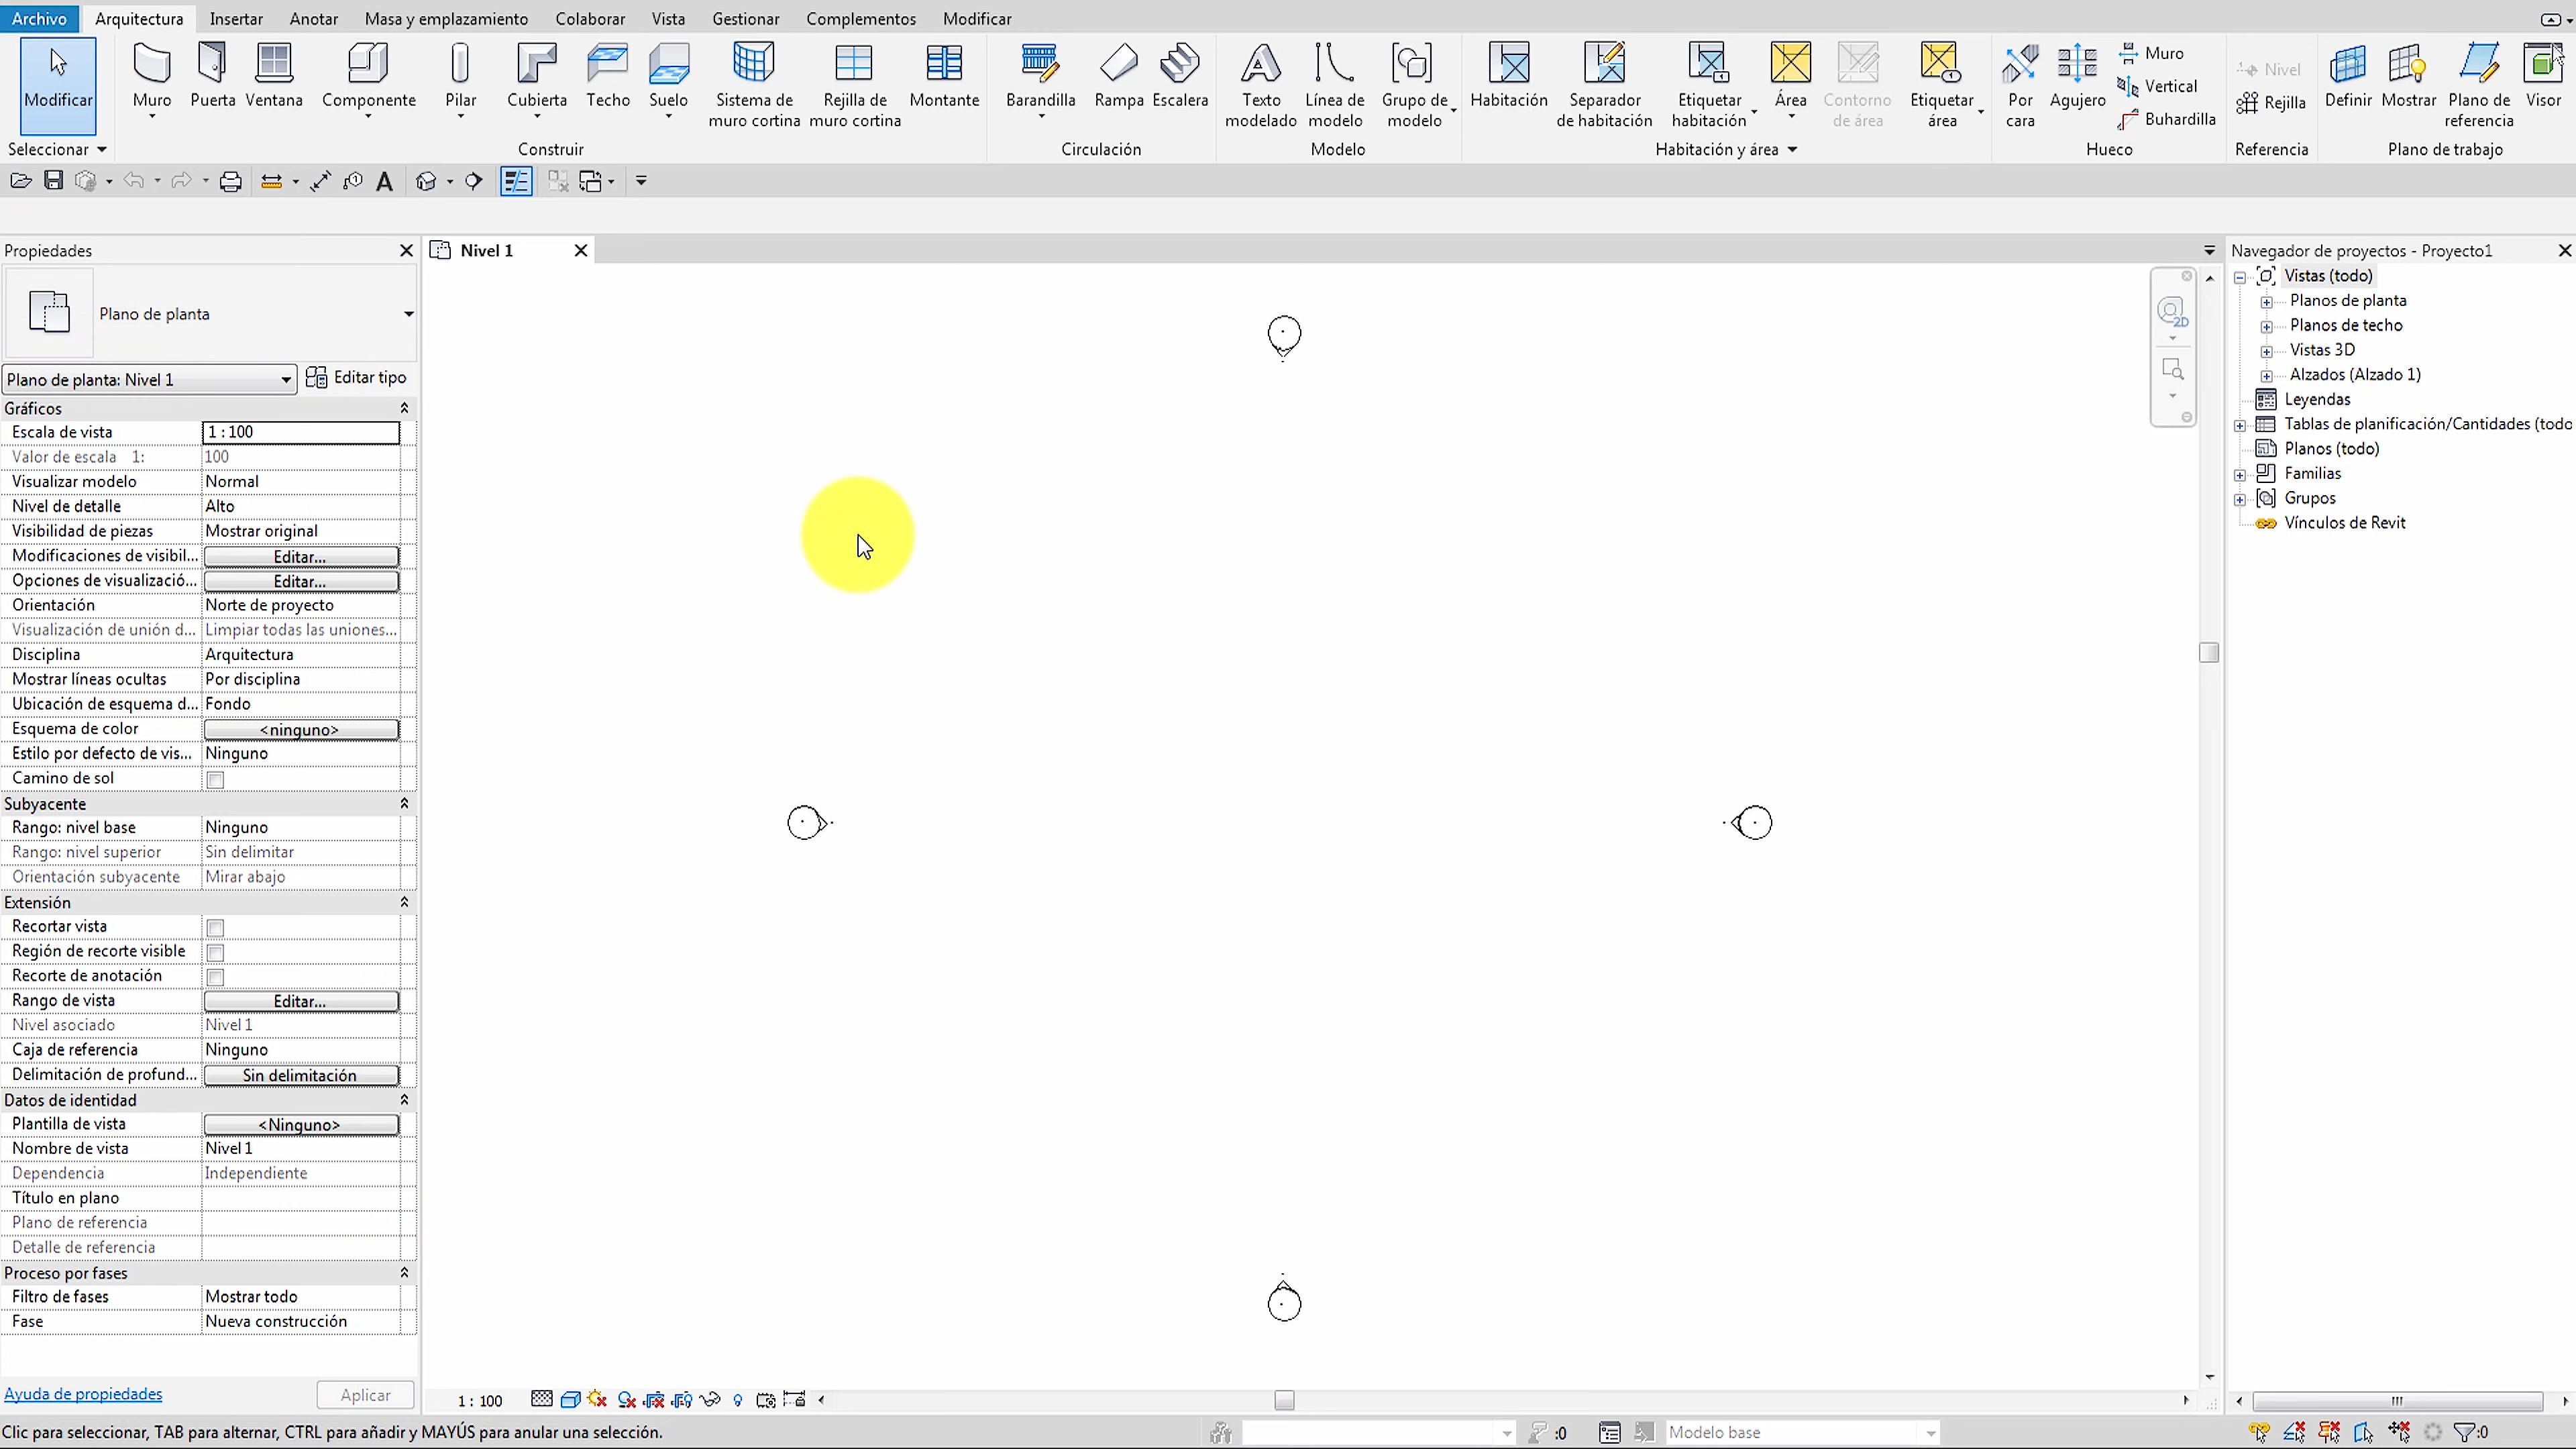 Archivo Arquitectura Insertar Anotar Masa y emplazamiento Colaborar Vista Gestionar Complementos Modificar
Modificar Muro Puerta Ventana Componente Pilar Cubierta Techo Suelo Sistema de muro cortina Rejilla de muro cortina Montante Barandilla Rampa Escalera Texto modelado Línea de modelo Grupo de modelo Habitación Separador de habitación Etiquetar habitación Área Contorno de área Etiquetar área Por cara Agujero Muro Vertical Buhardilla Nivel Rejilla Definir Mostrar Plano de referencia Visor
Seleccionar Construir Circulación Modelo Habitación y área Hueco Referencia Plano de trabajo
Propiedades
Plano de planta
Plano de planta: Nivel 1 Editar tipo
Gráficos
Escala de vista 1 : 100
Valor de escala 1: 100
Visualizar modelo Normal
Nivel de detalle Alto
Visibilidad de piezas Mostrar original
Modificaciones de visibil... Editar...
Opciones de visualizació... Editar...
Orientación Norte de proyecto
Visualización de unión d... Limpiar todas las uniones...
Disciplina Arquitectura
Mostrar líneas ocultas Por disciplina
Ubicación de esquema d... Fondo
Esquema de color <ninguno>
Estilo por defecto de vis... Ninguno
Camino de sol
Subyacente
Rango: nivel base Ninguno
Rango: nivel superior Sin delimitar
Orientación subyacente Mirar abajo
Extensión
Recortar vista
Región de recorte visible
Recorte de anotación
Rango de vista Editar...
Nivel asociado Nivel 1
Caja de referencia Ninguno
Delimitación de profund... Sin delimitación
Datos de identidad
Plantilla de vista <Ninguno>
Nombre de vista Nivel 1
Dependencia Independiente
Título en plano
Plano de referencia
Detalle de referencia
Proceso por fases
Filtro de fases Mostrar todo
Fase Nueva construcción
Ayuda de propiedades Aplicar
Nivel 1
2D
1 : 100
Navegador de proyectos - Proyecto1
Vistas (todo)
Planos de planta
Planos de techo
Vistas 3D
Alzados (Alzado 1)
Leyendas
Tablas de planificación/Cantidades (todo
Planos (todo)
Familias
Grupos
Vínculos de Revit
Clic para seleccionar, TAB para alternar, CTRL para añadir y MAYÚS para anular una selección. :0 Modelo base :0